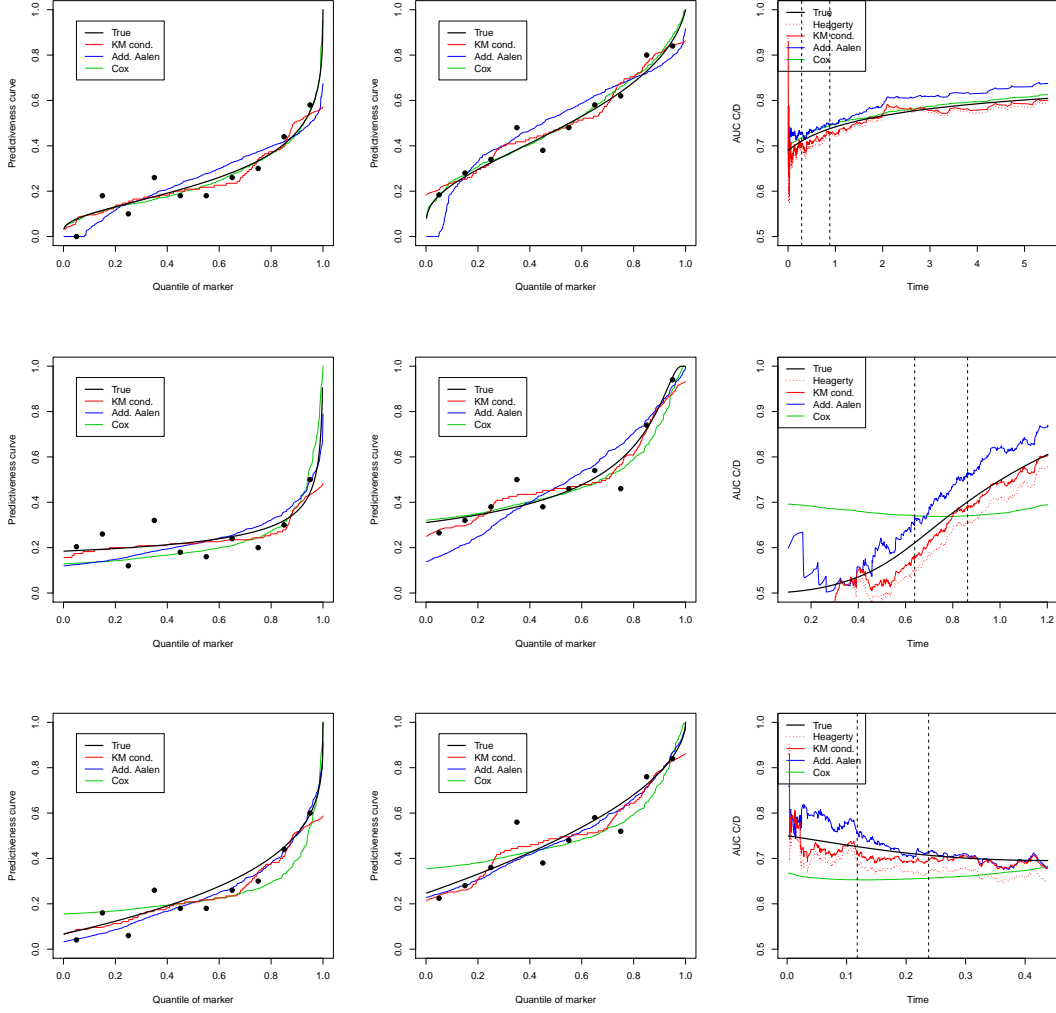 Predictiveness curve
1.0
0.8
0.6
0.4
0.2
0.0
True
KM cond.
Add. Aalen
Cox
0.0 0.2 0.4 0.6 0.8 1.0
Quantile of marker
Predictiveness curve
1.0
0.8
0.6
0.4
0.2
0.0
True
KM cond.
Add. Aalen
Cox
0.0 0.2 0.4 0.6 0.8 1.0
Quantile of marker
AUC C/D
1.0
0.9
0.8
0.7
0.6
0.5
True
Heagerty
KM cond.
Add. Aalen
Cox
0 1 2 3 4 5
Time
Predictiveness curve
1.0
0.8
0.6
0.4
0.2
0.0
True
KM cond.
Add. Aalen
Cox
0.0 0.2 0.4 0.6 0.8 1.0
Quantile of marker
Predictiveness curve
1.0
0.8
0.6
0.4
0.2
0.0
True
KM cond.
Add. Aalen
Cox
0.0 0.2 0.4 0.6 0.8 1.0
Quantile of marker
AUC C/D
1.0
0.9
0.8
0.7
0.6
0.5
True
Heagerty
KM cond.
Add. Aalen
Cox
0.2 0.4 0.6 0.8 1.0 1.2
Time
Predictiveness curve
1.0
0.8
0.6
0.4
0.2
0.0
True
KM cond.
Add. Aalen
Cox
0.0 0.2 0.4 0.6 0.8 1.0
Quantile of marker
Predictiveness curve
1.0
0.8
0.6
0.4
0.2
0.0
True
KM cond.
Add. Aalen
Cox
0.0 0.2 0.4 0.6 0.8 1.0
Quantile of marker
AUC C/D
1.0
0.9
0.8
0.7
0.6
0.5
True
Heagerty
KM cond.
Add. Aalen
Cox
0.0 0.1 0.2 0.3 0.4
Time